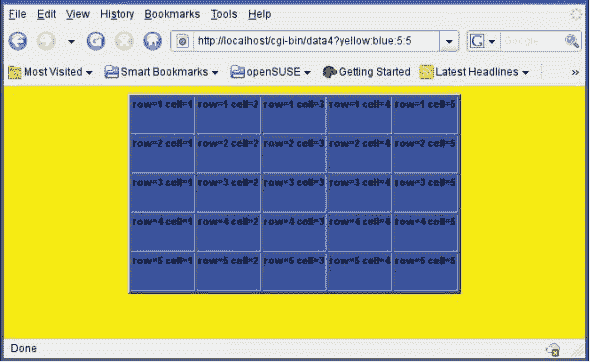 File Edit View History Bookmarks Tools Help
http://localhost/cgi-bin/data4?yellow:blue:5:5 Google
Most Visited Smart Bookmarks openSUSE Getting Started Latest Headlines »
row=1 cell=1 row=1 cell=2 row=1 cell=3 row=1 cell=4 row=1 cell=5
row=2 cell=1 row=2 cell=2 row=2 cell=3 row=2 cell=4 row=2 cell=5
row=3 cell=1 row=3 cell=2 row=3 cell=3 row=3 cell=4 row=3 cell=5
row=4 cell=1 row=4 cell=2 row=4 cell=3 row=4 cell=4 row=4 cell=5
row=5 cell=1 row=5 cell=2 row=5 cell=3 row=5 cell=4 row=5 cell=5
Done